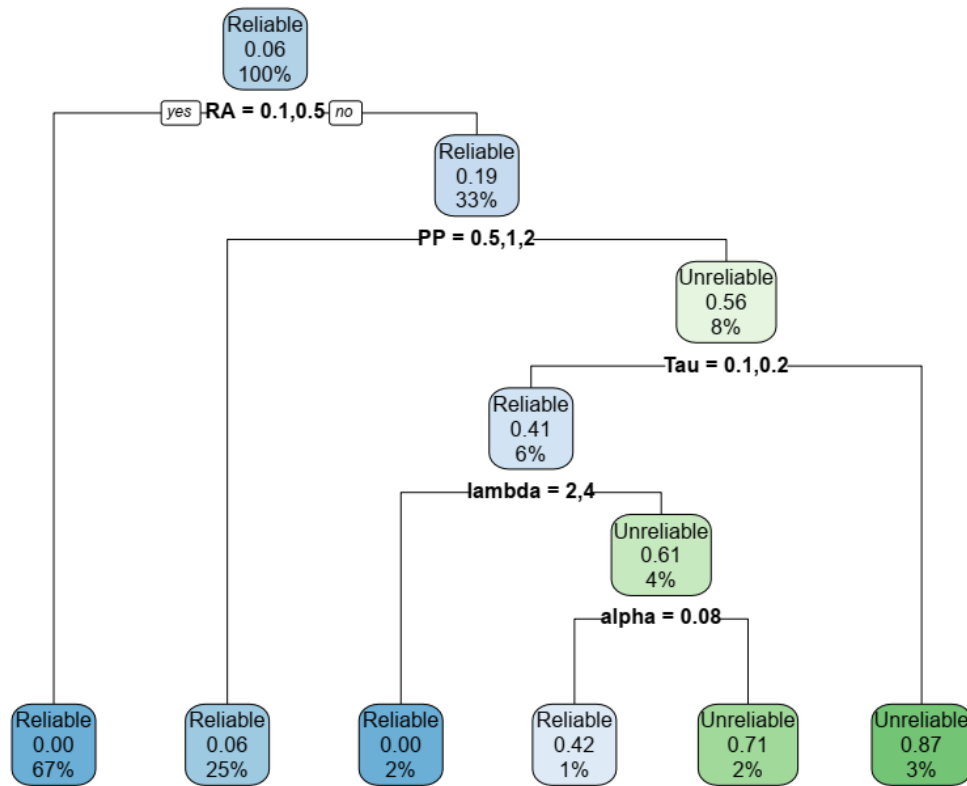 Reliable
0.06
100%
yes RA = 0.1,0.5 no
Reliable
0.19
33%
PP = 0.5,1,2
Unreliable
0.56
8%
Tau = 0.1,0.2
Reliable
0.41
6%
lambda = 2,4
Unreliable
0.61
4%
alpha = 0.08
Reliable
0.00
67%
Reliable
0.06
25%
Reliable
0.00
2%
Reliable
0.42
1%
Unreliable
0.71
2%
Unreliable
0.87
3%